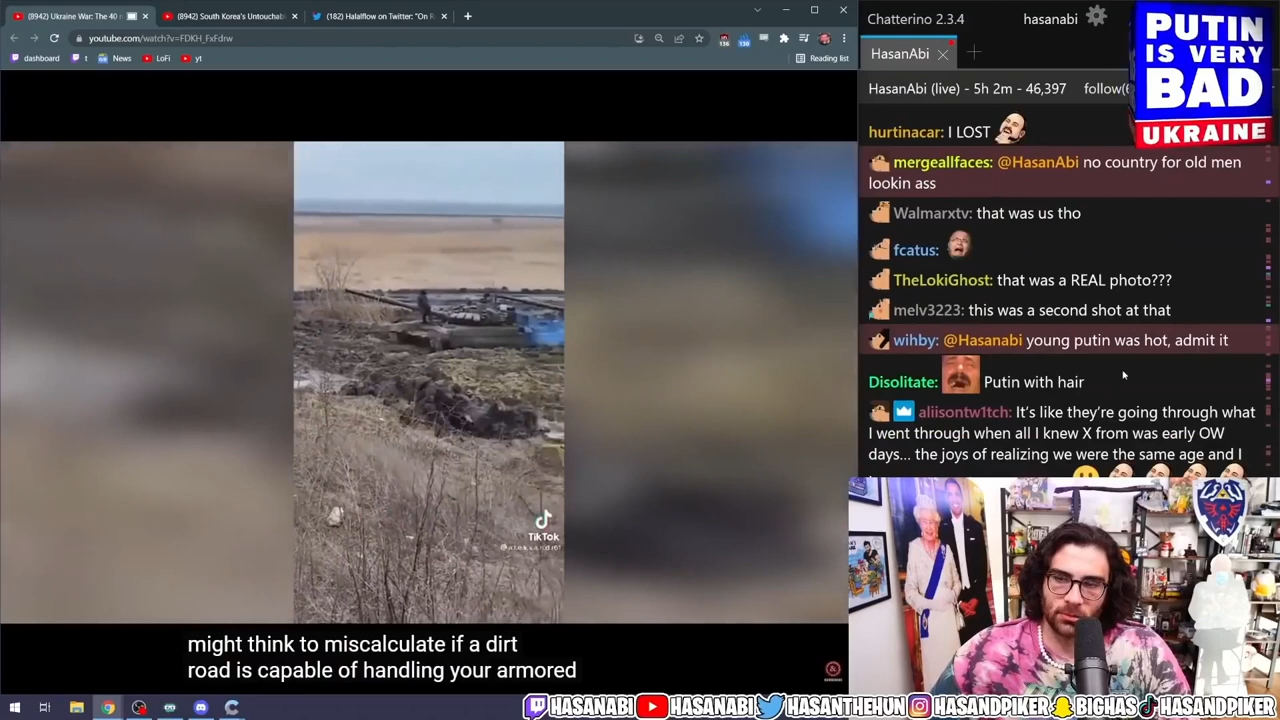 (8942) Ukraine War: The 40 m
(8942) South Korea's Untouchab
(182) Halalflow on Twitter: "On R
youtube.com/watch?v=FDKH_FxFdrw
136
130
dashboard
t
News
LoFi
yt
Reading list
TikTok
might think to miscalculate if a dirt
road is capable of handling your armored
Chatterino 2.3.4
hasanabi
HasanAbi
HasanAbi (live) - 5h 2m - 46,397
follow(
PUTIN
IS VERY
BAD
UKRAINE
hurtinacar: I LOST
mergeallfaces: @HasanAbi no country for old men
lookin ass
Walmarxtv: that was us tho
fcatus:
TheLokiGhost: that was a REAL photo???
melv3223: this was a second shot at that
wihby: @Hasanabi young putin was hot, admit it
Disolitate: Putin with hair
aliisontw1tch: It's like they're going through what
I went through when all I knew X from was early OW
days... the joys of realizing we were the same age and I
HASANABI
HASANABI
HASANTHEHUN
HASANDPIKER
BIGHAS
HASANDPIKER